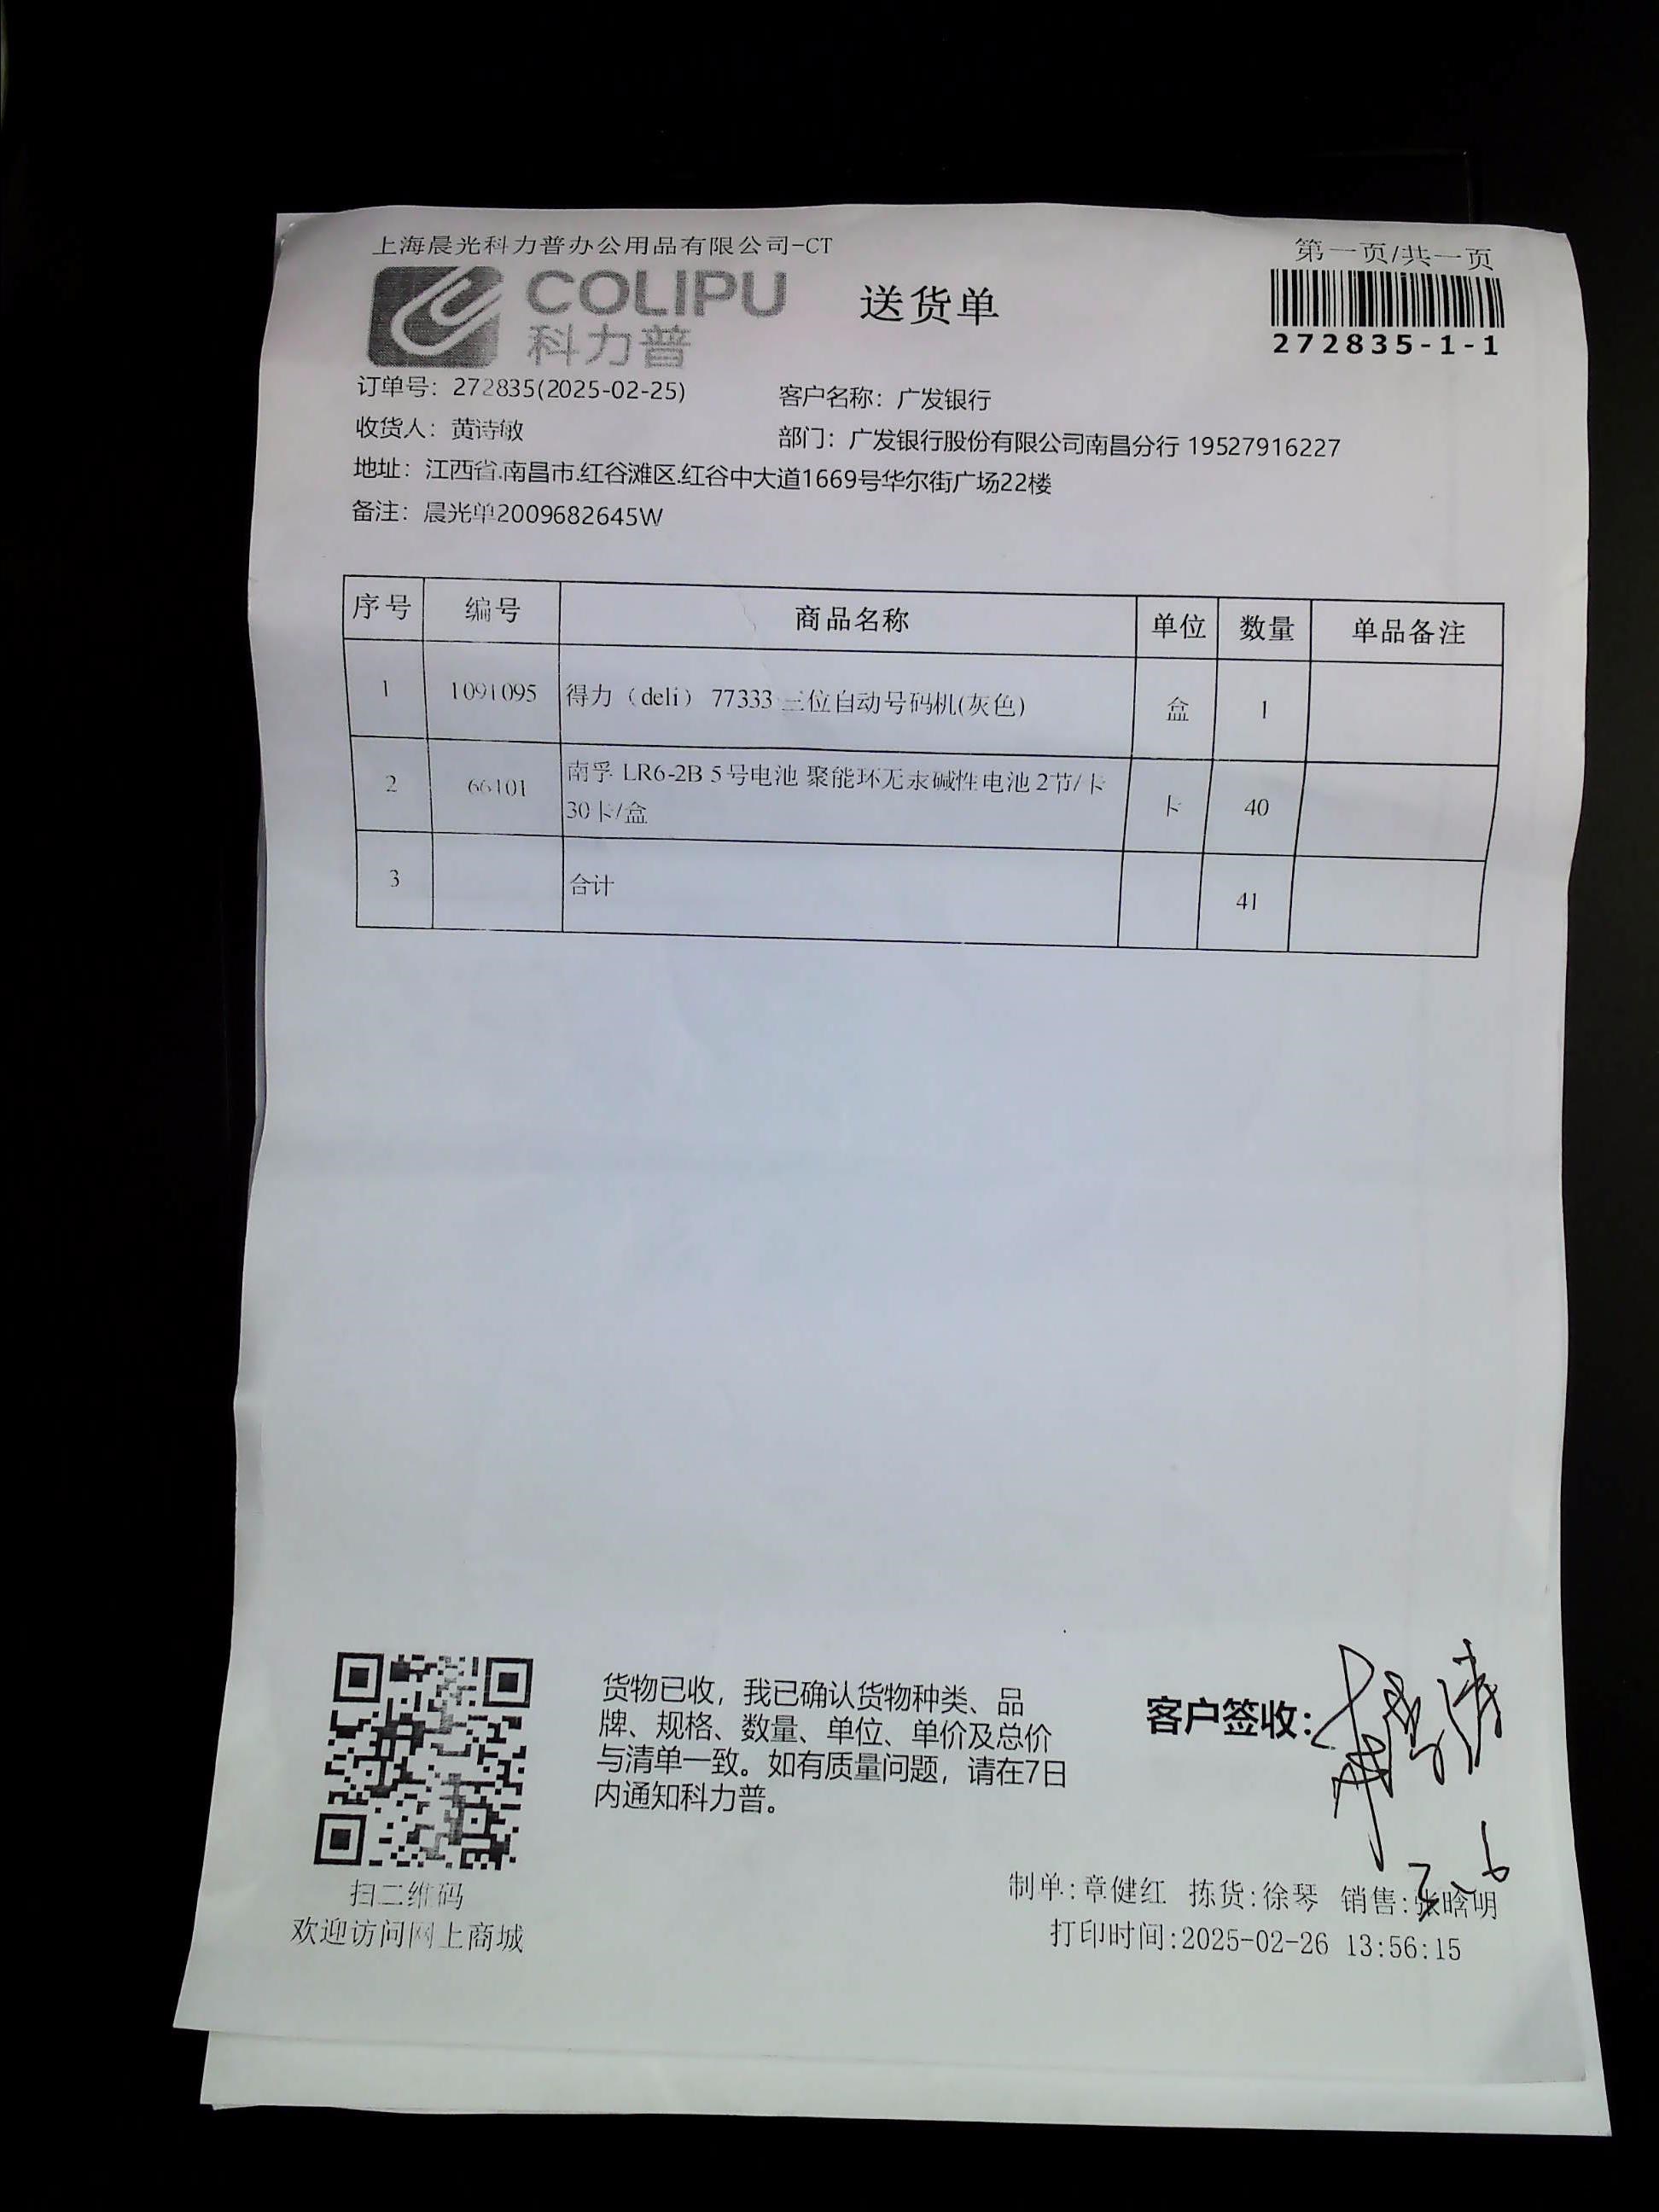 上海晨光科力普办公用品有限公司-CT
第一页/共一页
COLIPU
科力普
送货单
272835-1-1
订单号：272835(2025-02-25)
客户名称：广发银行
收货人：黄诗敏
部门：广发银行股份有限公司南昌分行 19527916227
地址：江西省.南昌市.红谷滩区.红谷中大道1669号华尔街广场22楼
备注：晨光单2009682645W
序号 编号 商品名称 单位 数量 单品备注
1 1091095 得力（deli） 77333 三位自动号码机(灰色) 盒 1
2 66101 南孚 LR6-2B 5号电池 聚能环无汞碱性电池 2节/卡
30卡/盒 卡 40
3 合计 41
货物已收，我已确认货物种类、品
牌、规格、数量、单位、单价及总价
与清单一致。如有质量问题，请在7日
内通知科力普。
客户签收：
扫二维码
欢迎访问网上商城
制单:章健红 拣货:徐琴 销售:张晗明
打印时间:2025-02-26 13:56:15